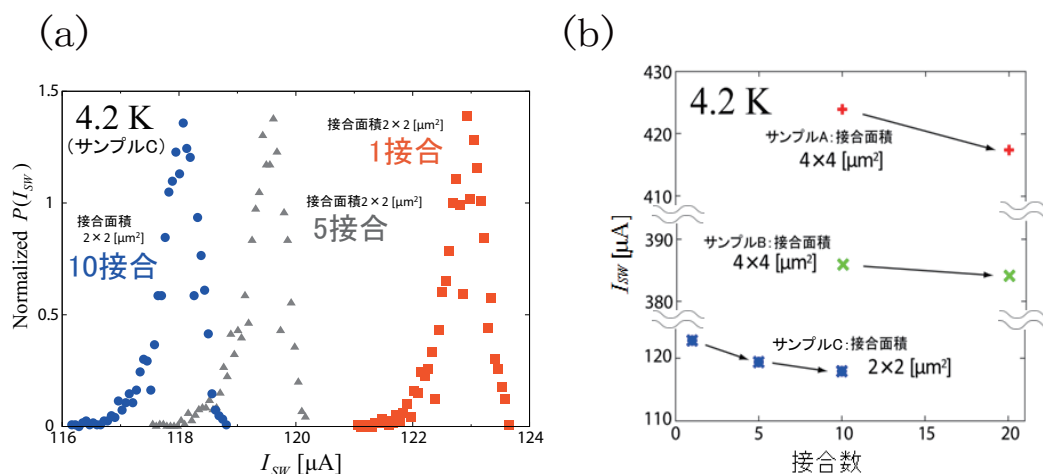 (a)
4.2 K
(サンプルC)
接合面積2×2 [μm²]
1接合
接合面積2×2 [μm²]
5接合
接合面積
2×2 [μm²]
10接合
Normalized P(I_SW)
1.5
1
0.5
0
116
118
120
122
124
I_SW [μA]
(b)
4.2 K
サンプルA:接合面積
4×4 [μm²]
サンプルB:接合面積
4×4 [μm²]
サンプルC:接合面積
2×2 [μm²]
I_SW [μA]
430
420
410
390
380
120
110
0
5
10
15
20
接合数